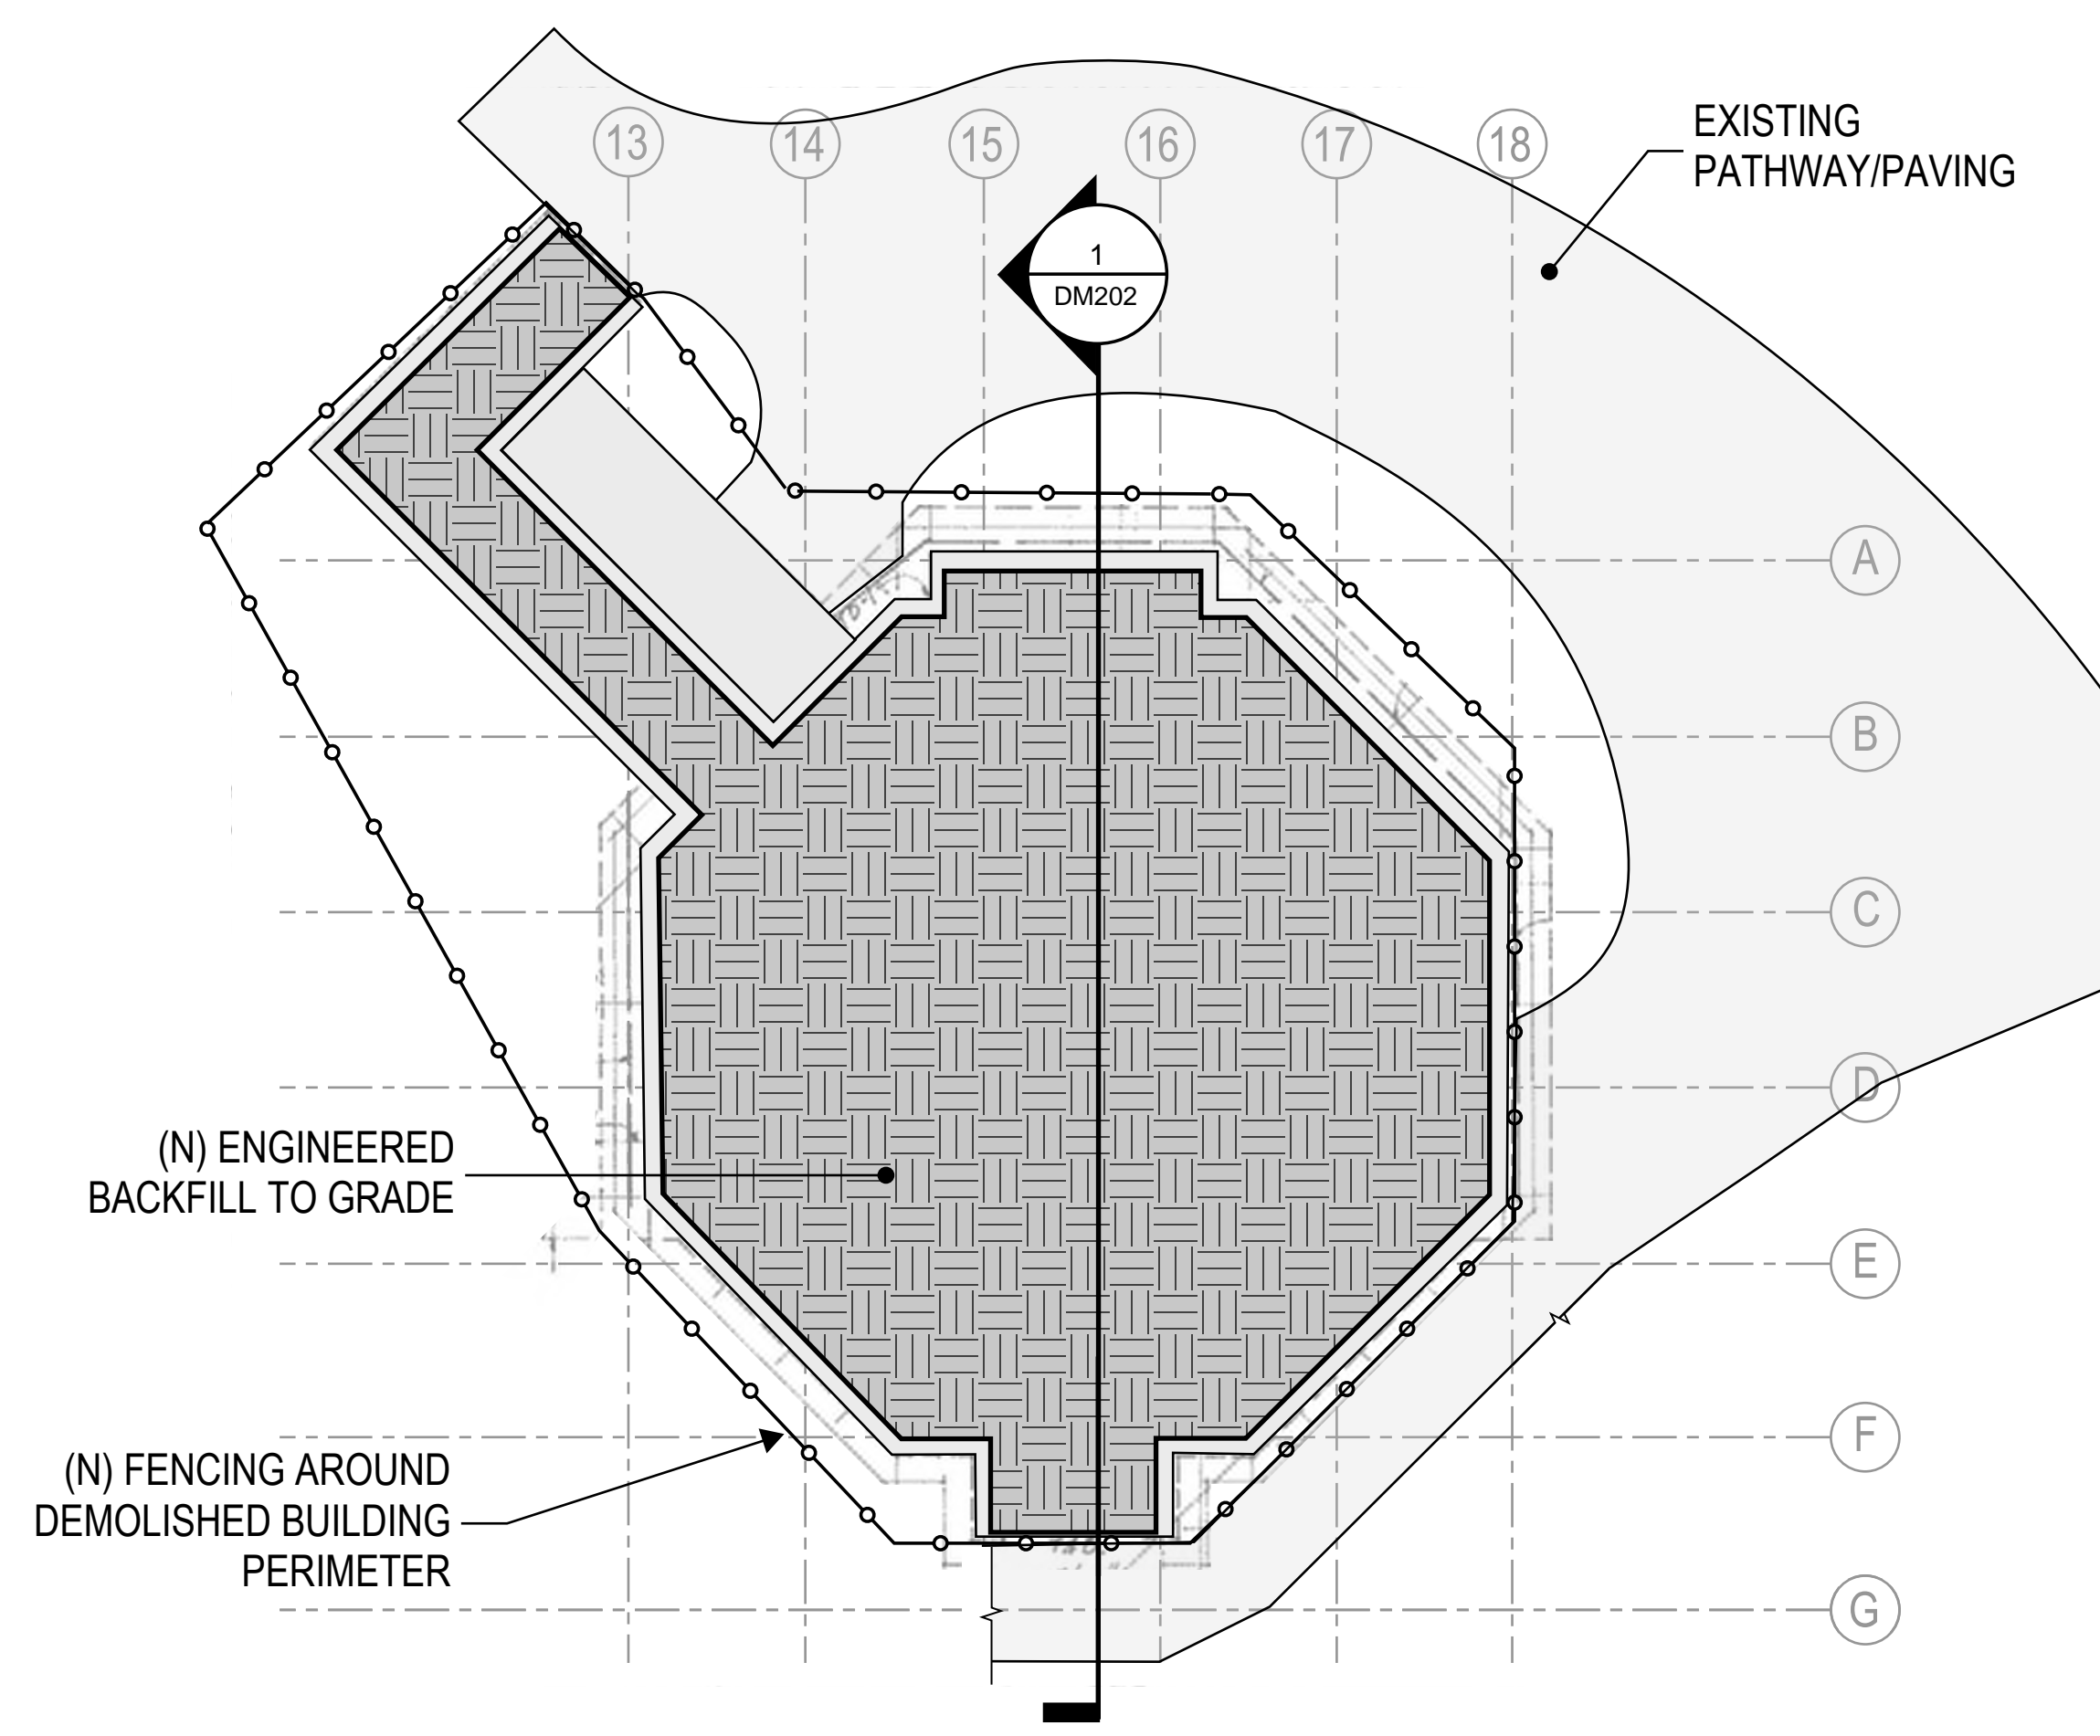 13
14
15
16
17
18
EXISTING
PATHWAY/PAVING
1
DM202
A
B
C
D
(N) ENGINEERED
BACKFILL TO GRADE
E
F
(N) FENCING AROUND
DEMOLISHED BUILDING
PERIMETER
G